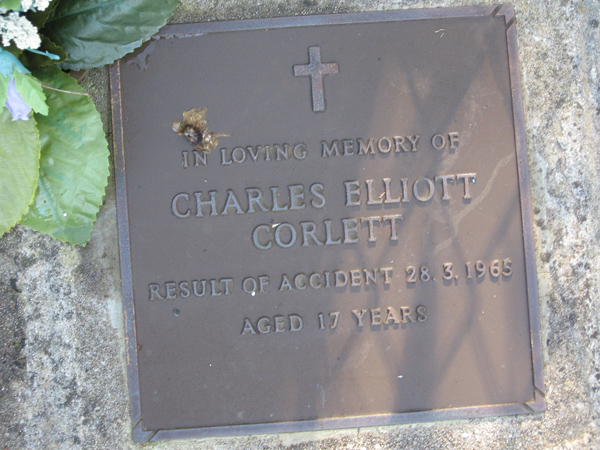 IN LOVING MEMORY OF
CHARLES ELLIOTT
CORLETT
RESULT OF ACCIDENT 28.3.1965
AGED 17 YEARS